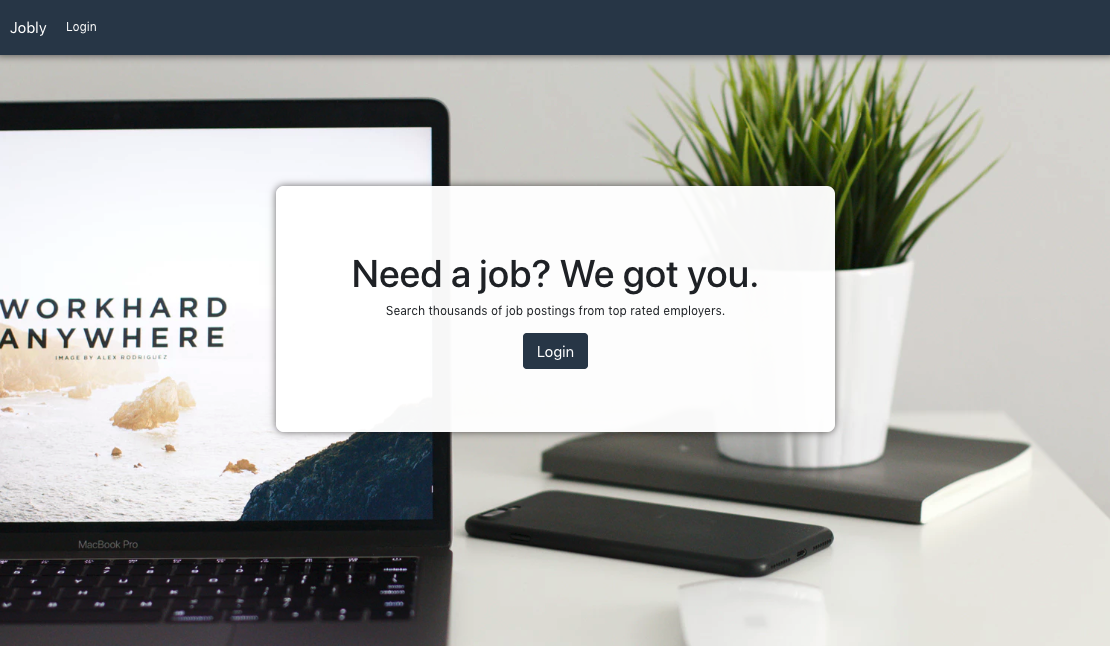 Jobly
Login
Need a job? We got you.
Search thousands of job postings from top rated employers.
Login
WORKHARD
ANYWHERE
IMAGE BY ALEX RODRIGUEZ
MacBook Pro